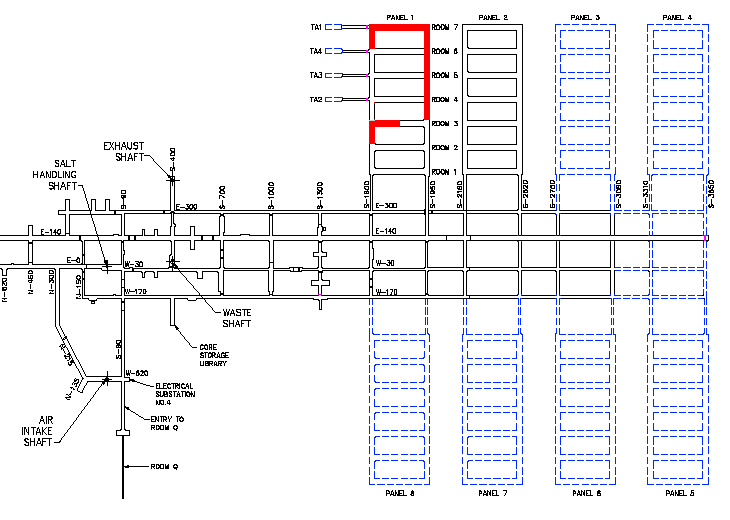 PANEL 1
PANEL 2
PANEL 3
PANEL 4
TA1
ROOM 7
TA4
ROOM 6
TA3
ROOM 5
TA2
ROOM 4
ROOM 3
ROOM 2
ROOM 1
EXHAUST
SHAFT
SALT
HANDLING
SHAFT
S-400
S-90
S-700
S-1000
S-1300
S-1600
S-1950
S-2180
S-2520
S-2750
S-3080
S-3310
S-3650
E-300
E-300
E-140
E-140
E-0
W-30
W-30
W-170
W-170
N-620
N-460
N-300
N-150
WASTE
SHAFT
CORE
STORAGE
LIBRARY
S-90
N-135
W-620
ELECTRICAL
SUBSTATION
NO.4
AIR
INTAKE
SHAFT
ENTRY TO
ROOM Q
ROOM Q
PANEL 8
PANEL 7
PANEL 6
PANEL 5